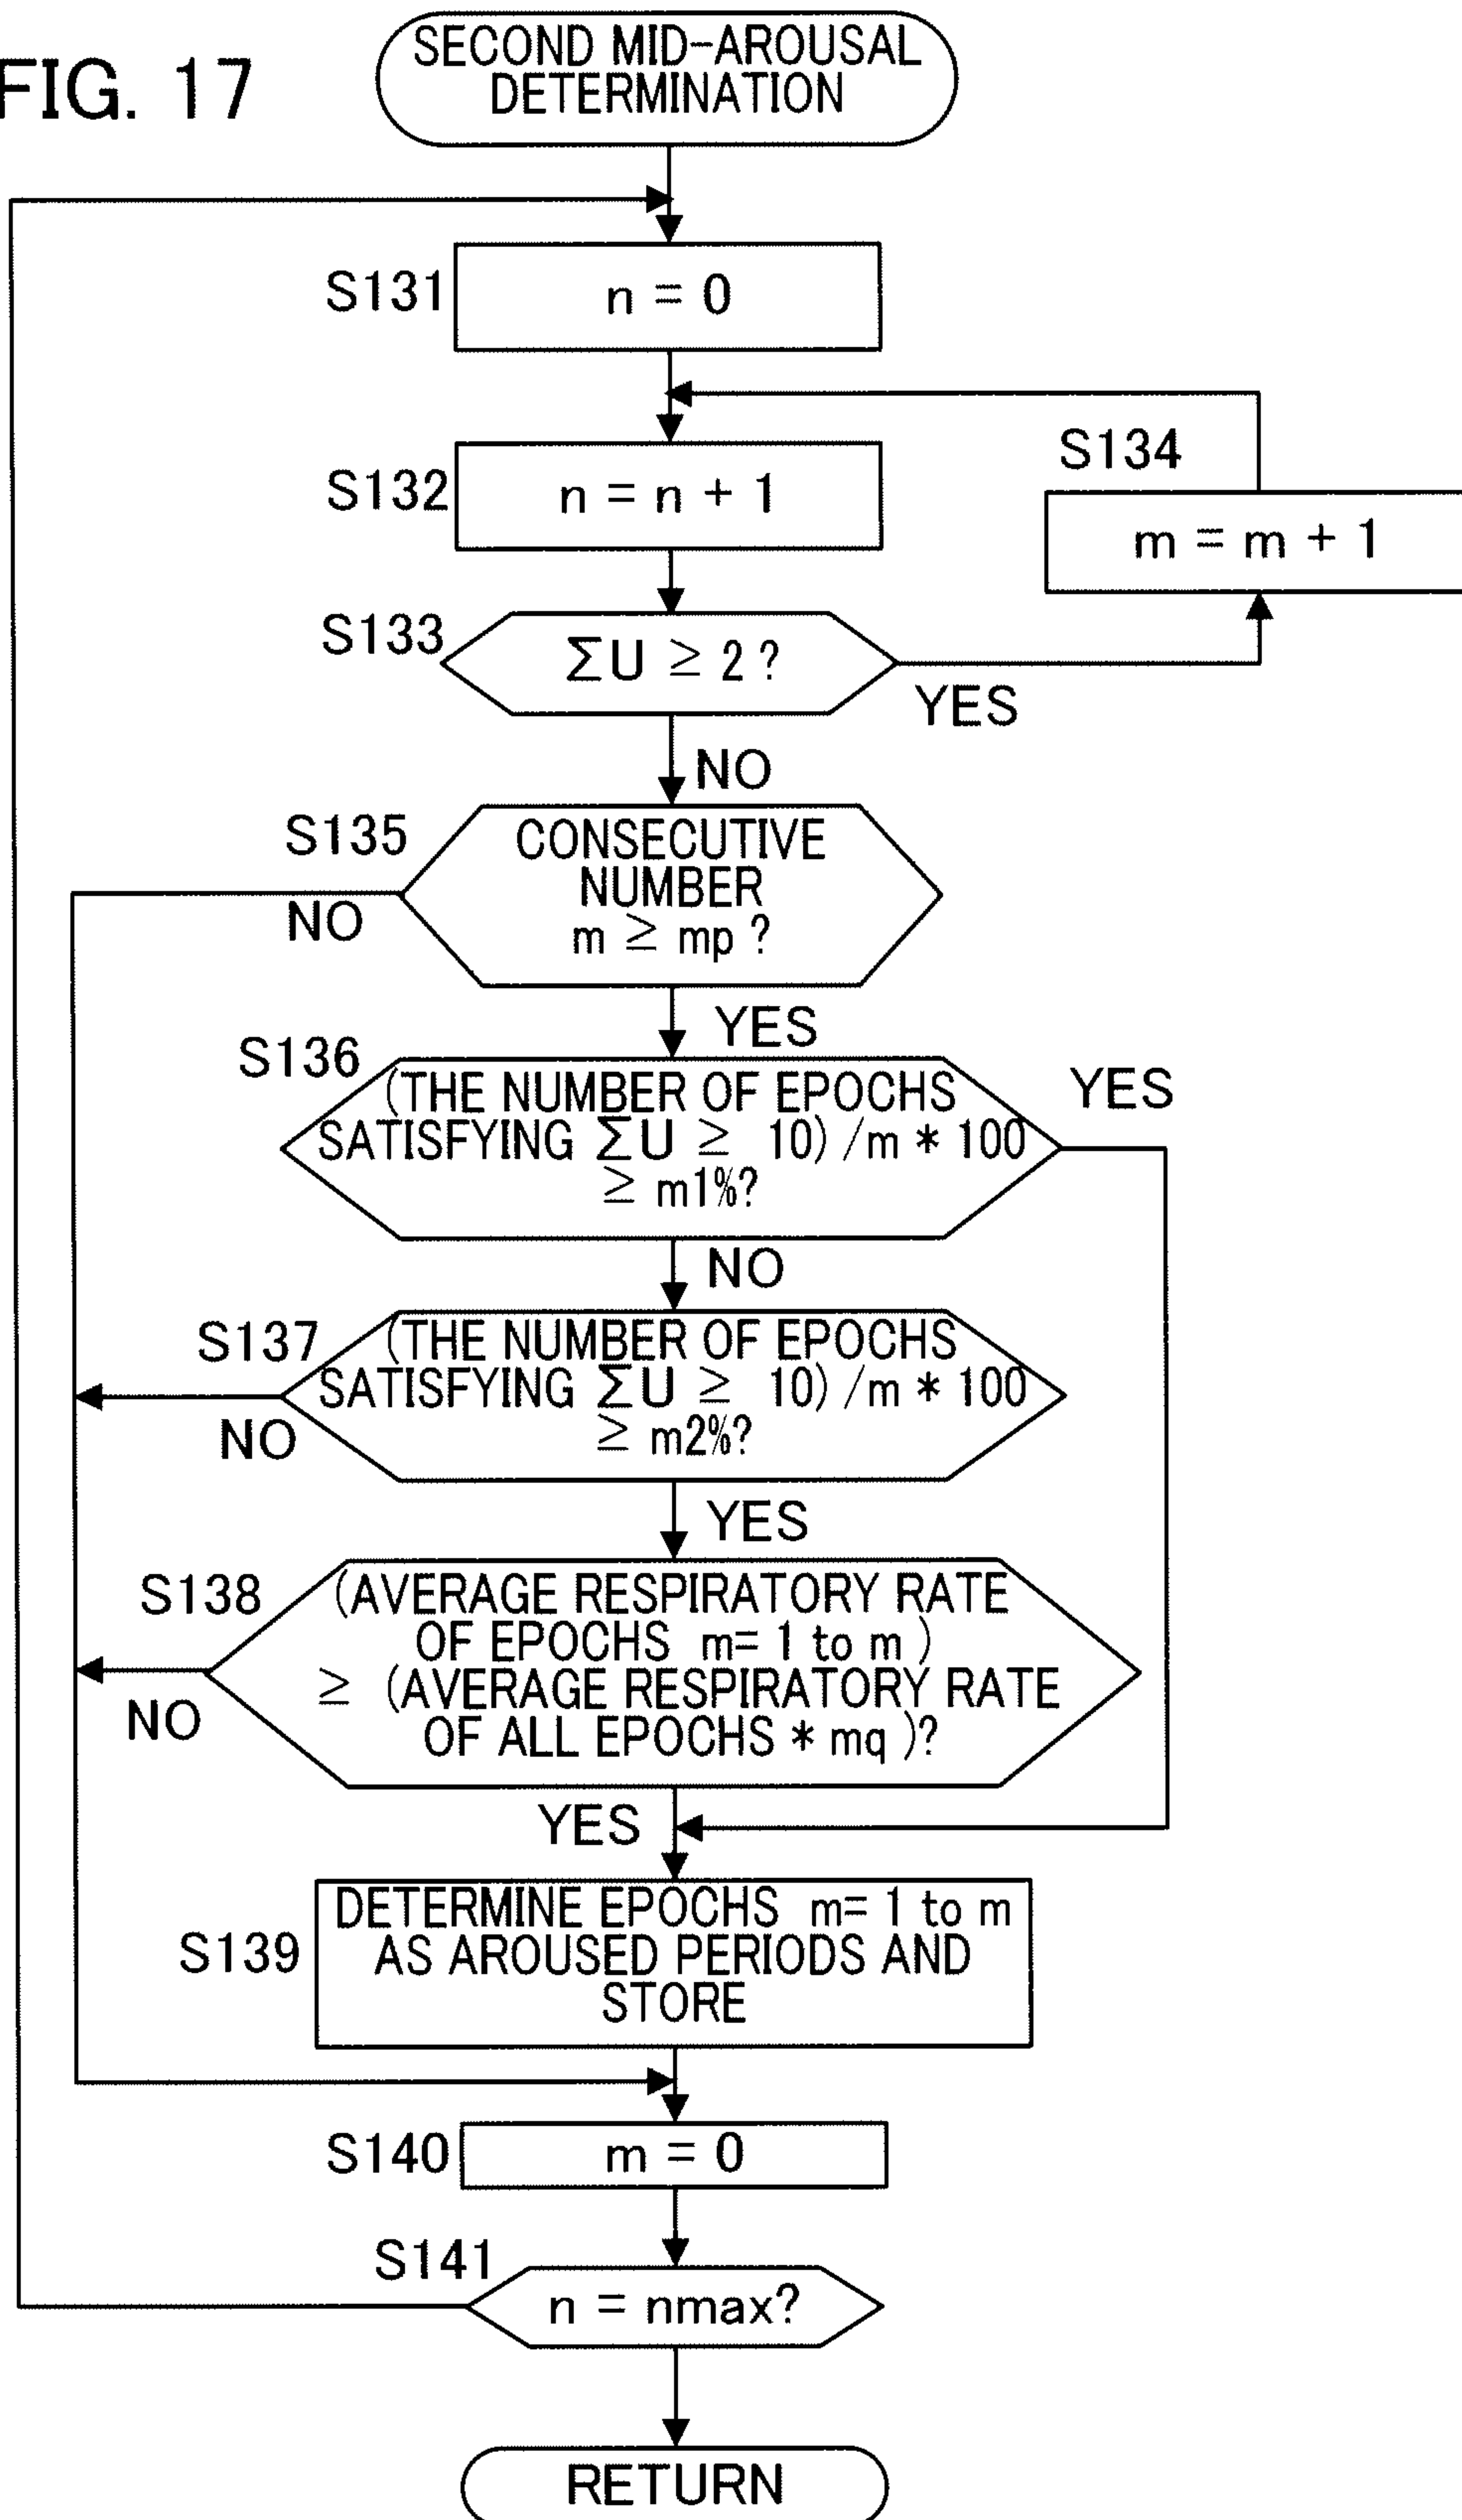 FIG. 17
SECOND MID-AROUSAL
DETERMINATION
S131
n = 0
S132
n = n + 1
S134
m = m + 1
S133
ΣU ≥ 2 ?
YES
NO
S135
CONSECUTIVE
NUMBER
m ≥ mp ?
NO
YES
S136
(THE NUMBER OF EPOCHS
SATISFYING ΣU ≥ 10) /m * 100
≥ m1%?
YES
NO
S137
(THE NUMBER OF EPOCHS
SATISFYING ΣU ≥ 10) /m * 100
≥ m2%?
NO
YES
S138
(AVERAGE RESPIRATORY RATE
OF EPOCHS m= 1 to m )
≥ (AVERAGE RESPIRATORY RATE
OF ALL EPOCHS * mq )?
NO
YES
S139
DETERMINE EPOCHS m= 1 to m
AS AROUSED PERIODS AND
STORE
S140
m = 0
S141
n = nmax?
RETURN